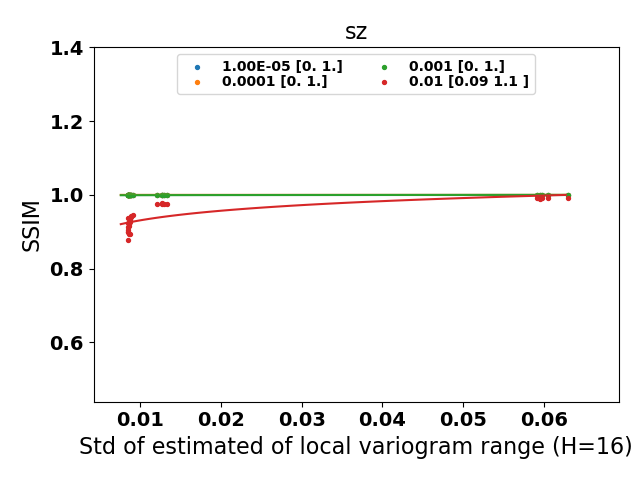 sz
1.00E-05 [0. 1.]
0.0001 [0. 1.]
0.001 [0. 1.]
0.01 [0.09 1.1 ]
1.4
1.2
1.0
0.8
0.6
SSIM
0.01 0.02 0.03 0.04 0.05 0.06
Std of estimated of local variogram range (H=16)